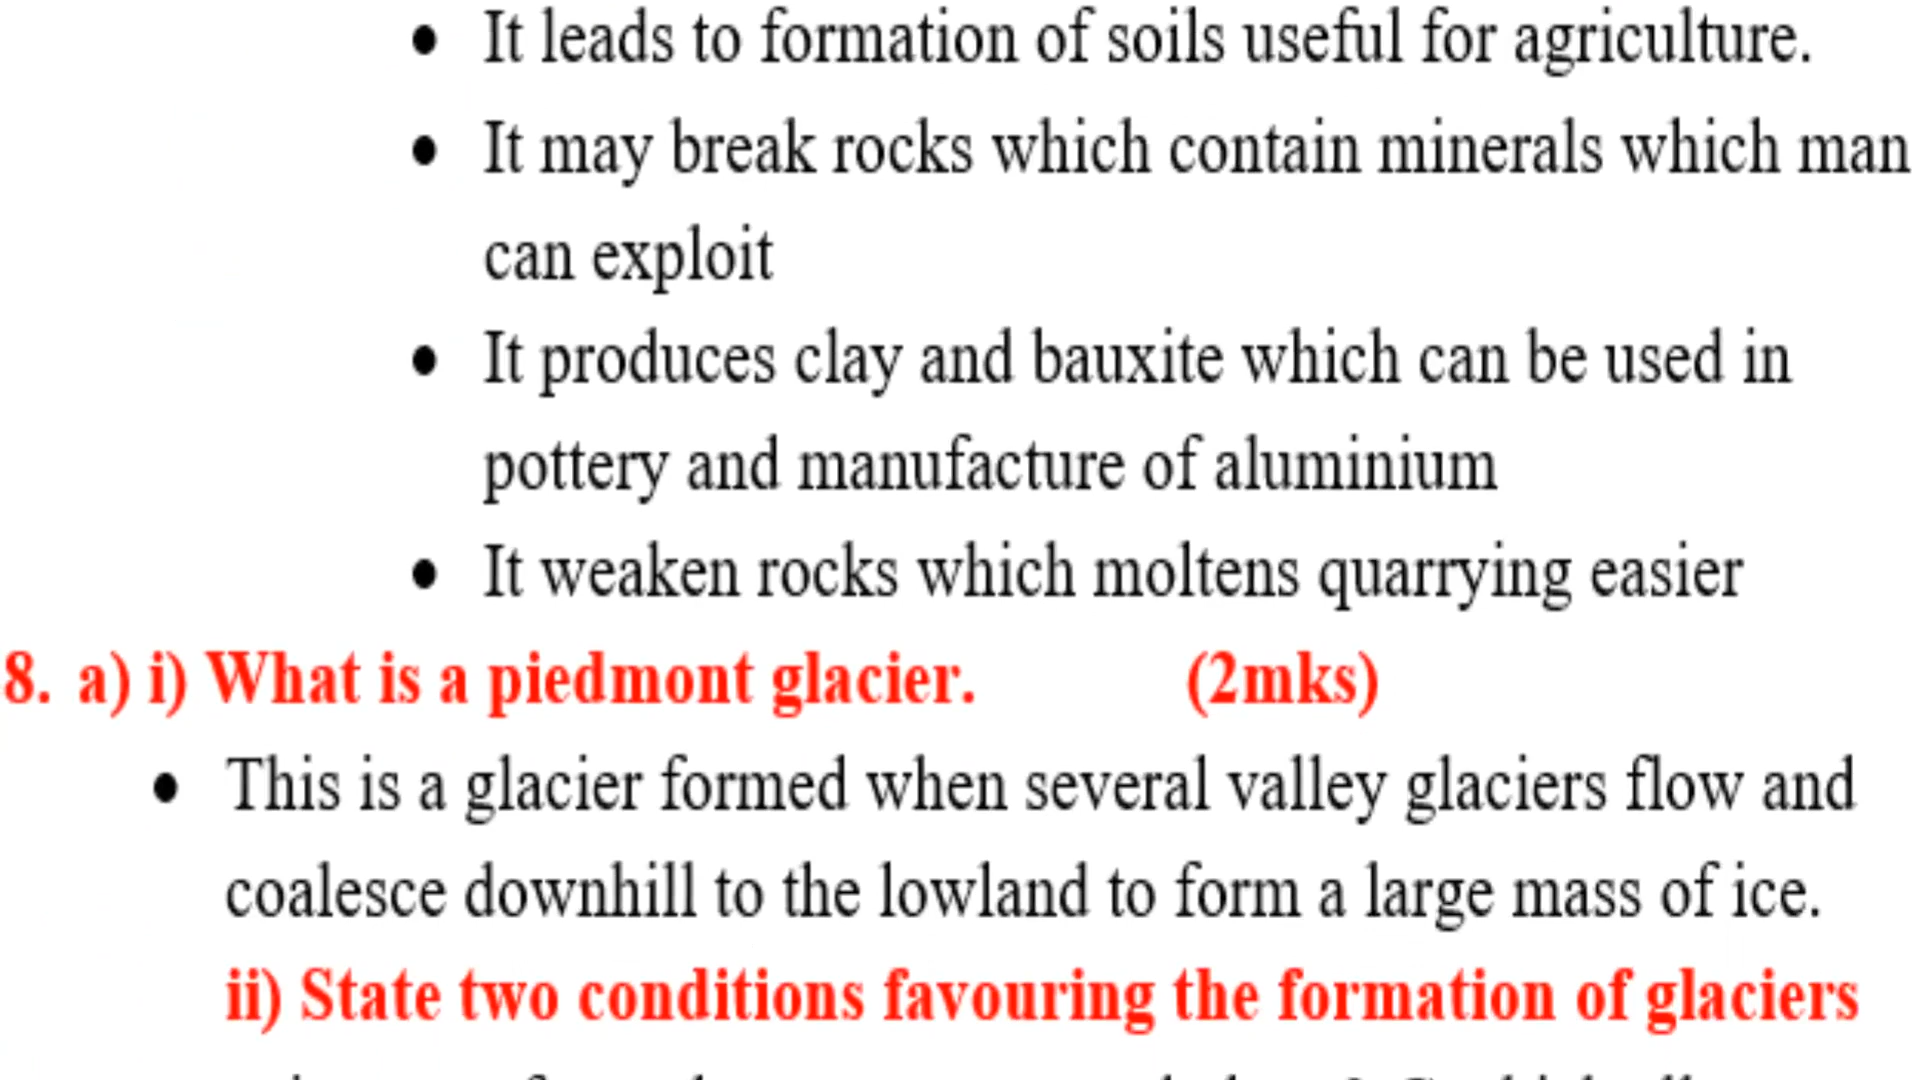 • It leads to formation of soils useful for agriculture.
• It may break rocks which contain minerals which man
can exploit
• It produces clay and bauxite which can be used in
pottery and manufacture of aluminium
• It weaken rocks which moltens quarrying easier
8. a) i) What is a piedmont glacier. (2mks)
• This is a glacier formed when several valley glaciers flow and
coalesce downhill to the lowland to form a large mass of ice.
ii) State two conditions favouring the formation of glaciers